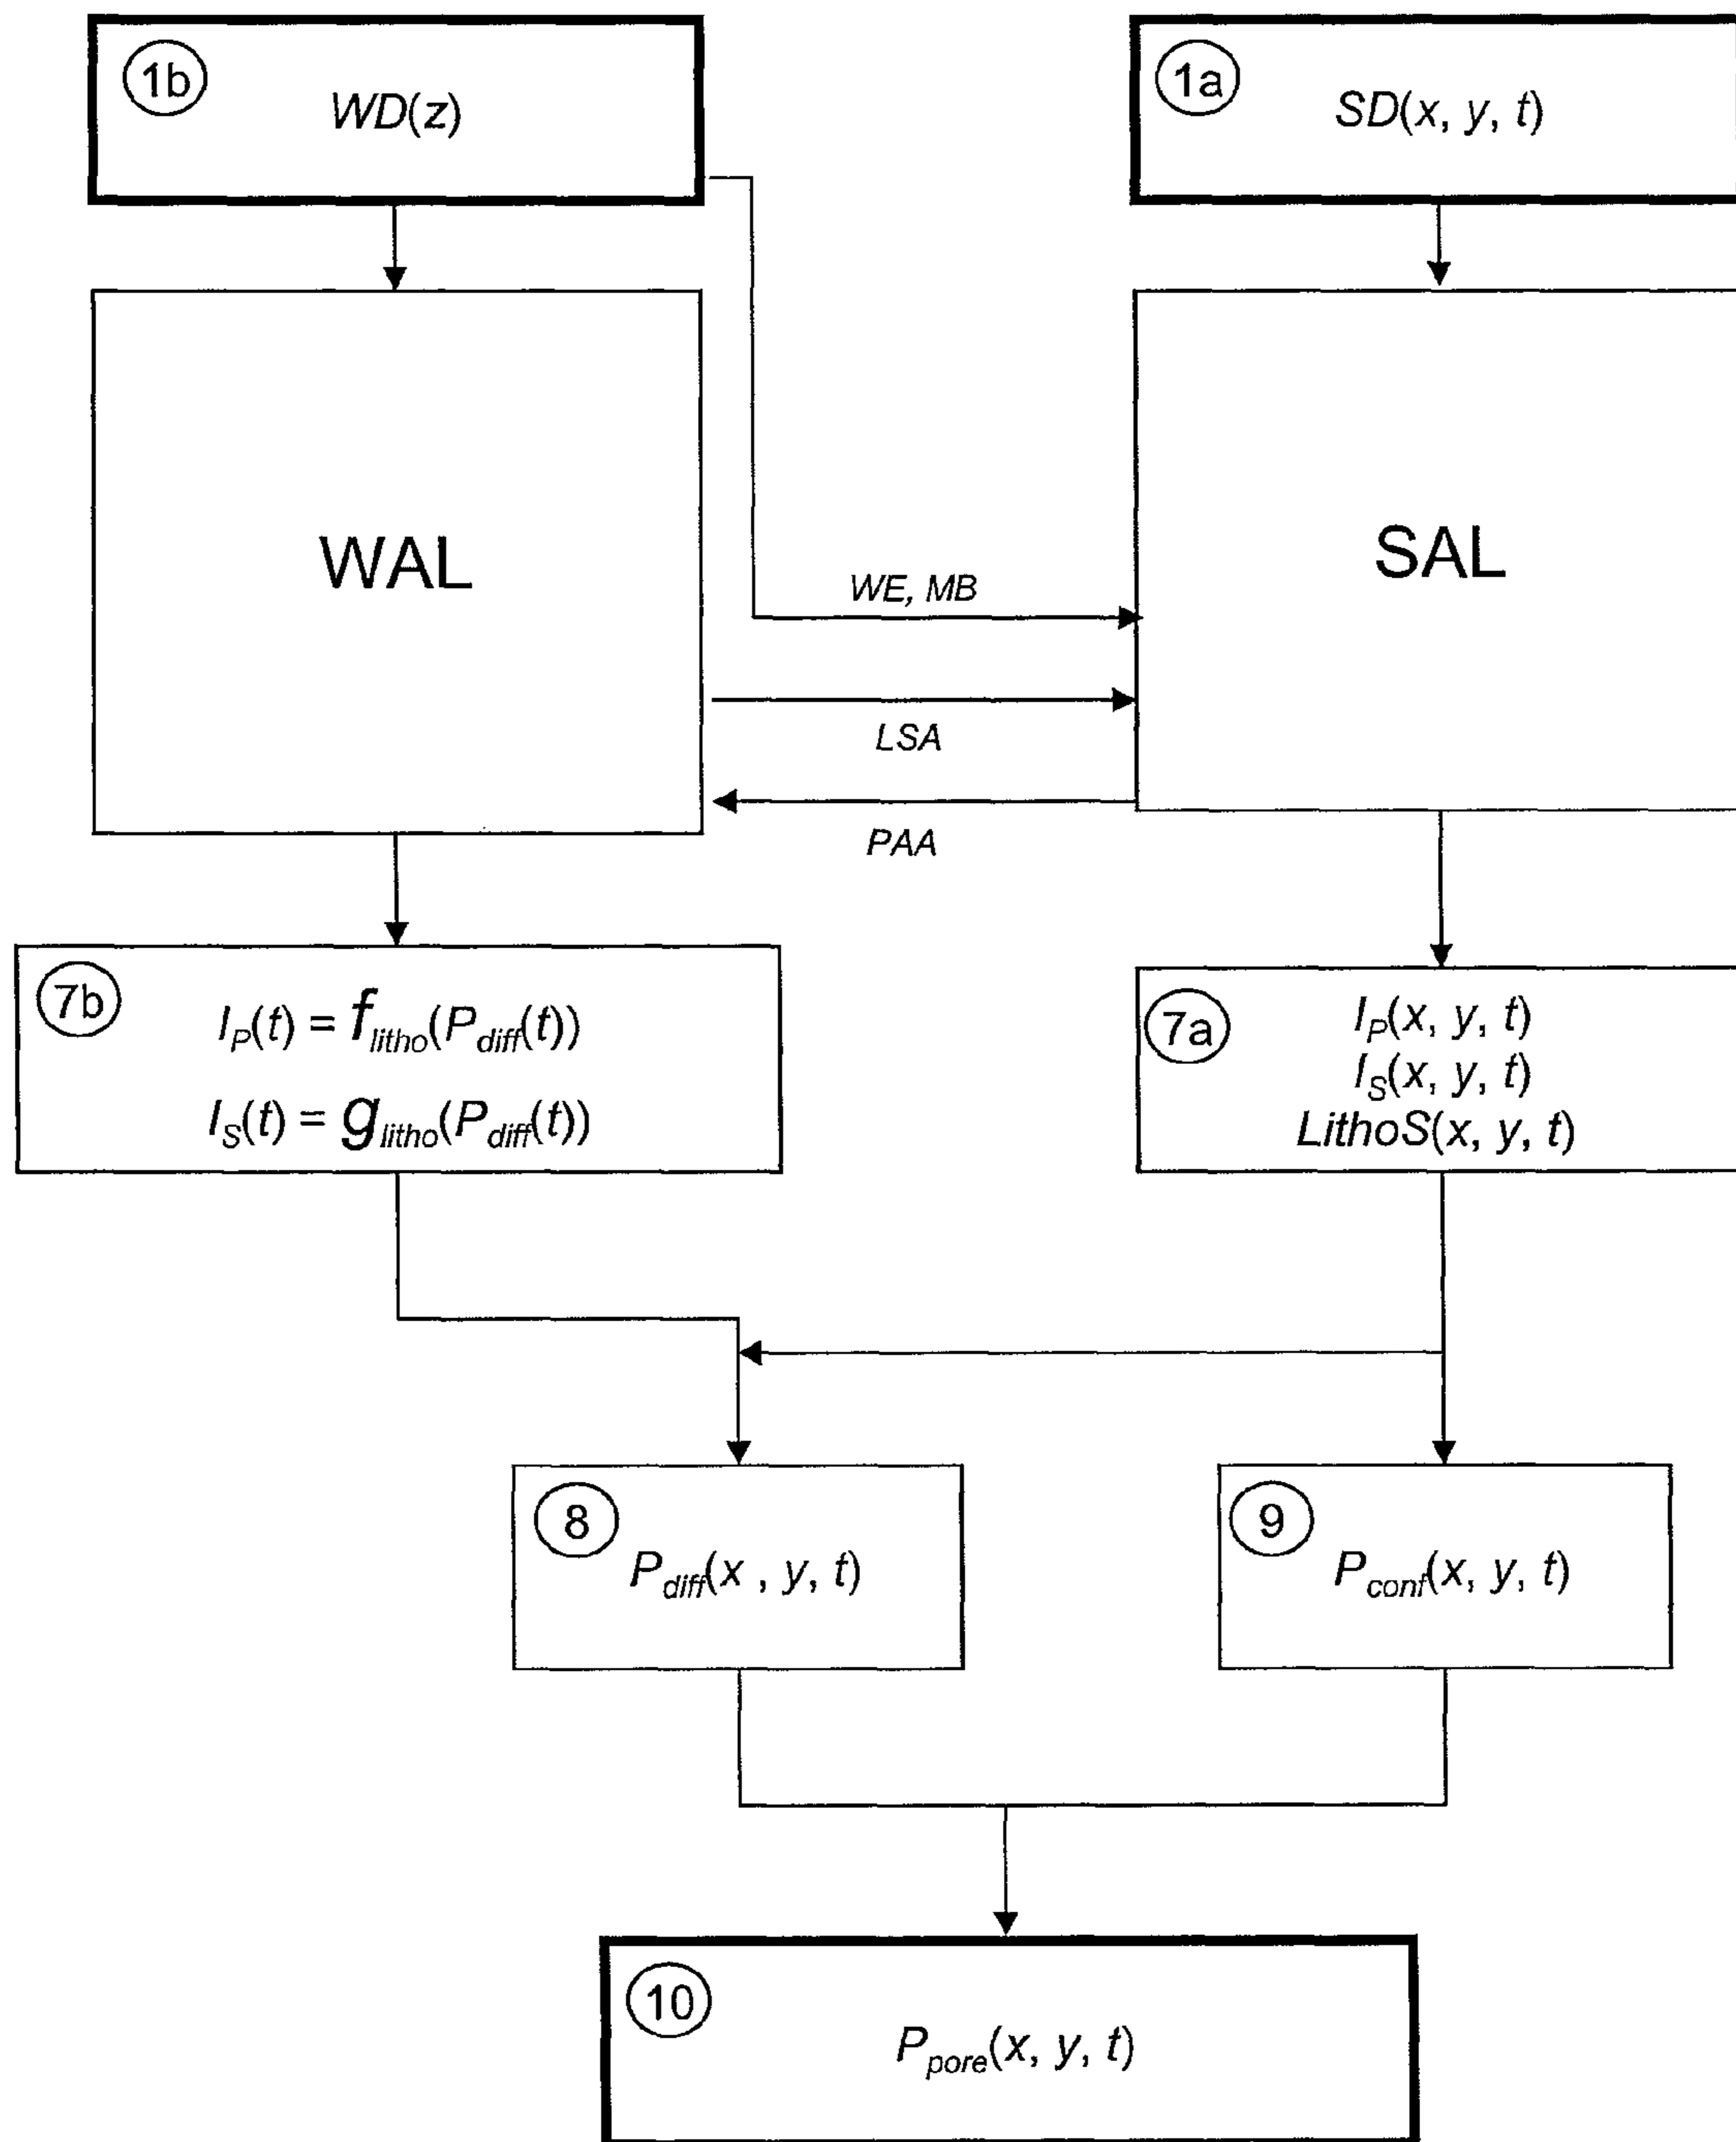 1b
WD(z)
1a
SD(x, y, t)
WAL
SAL
WE, MB
LSA
PAA
7b
I_P(t) = f_litho(P_diff(t))
I_S(t) = g_litho(P_diff(t))
7a
I_P(x, y, t)
I_S(x, y, t)
LithoS(x, y, t)
8
P_diff(x , y, t)
9
P_conf(x, y, t)
10
P_pore(x, y, t)